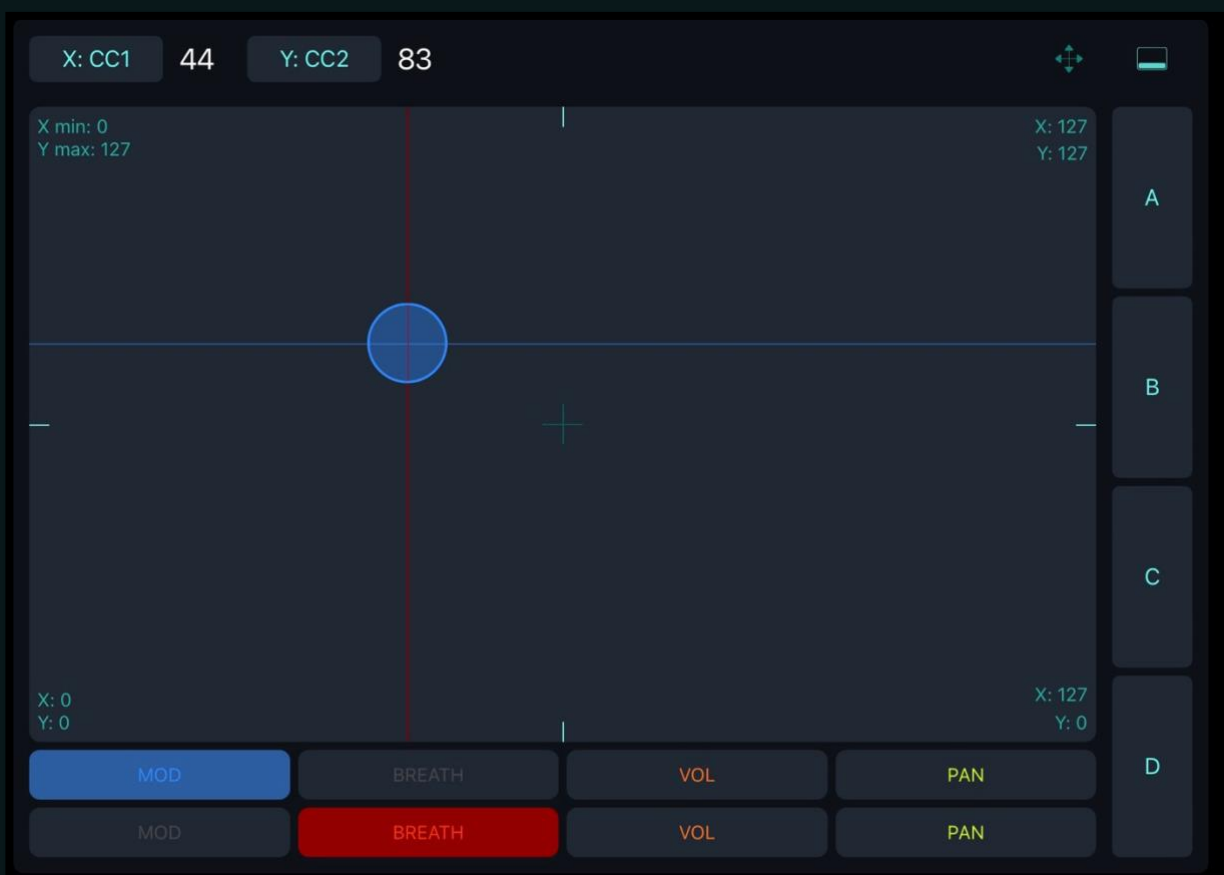 X: CC1 44 Y: CC2 83
X min: 0
Y max: 127
X: 127
Y: 127
A
B
C
D
X: 0
Y: 0
X: 127
Y: 0
MOD BREATH VOL PAN
MOD BREATH VOL PAN